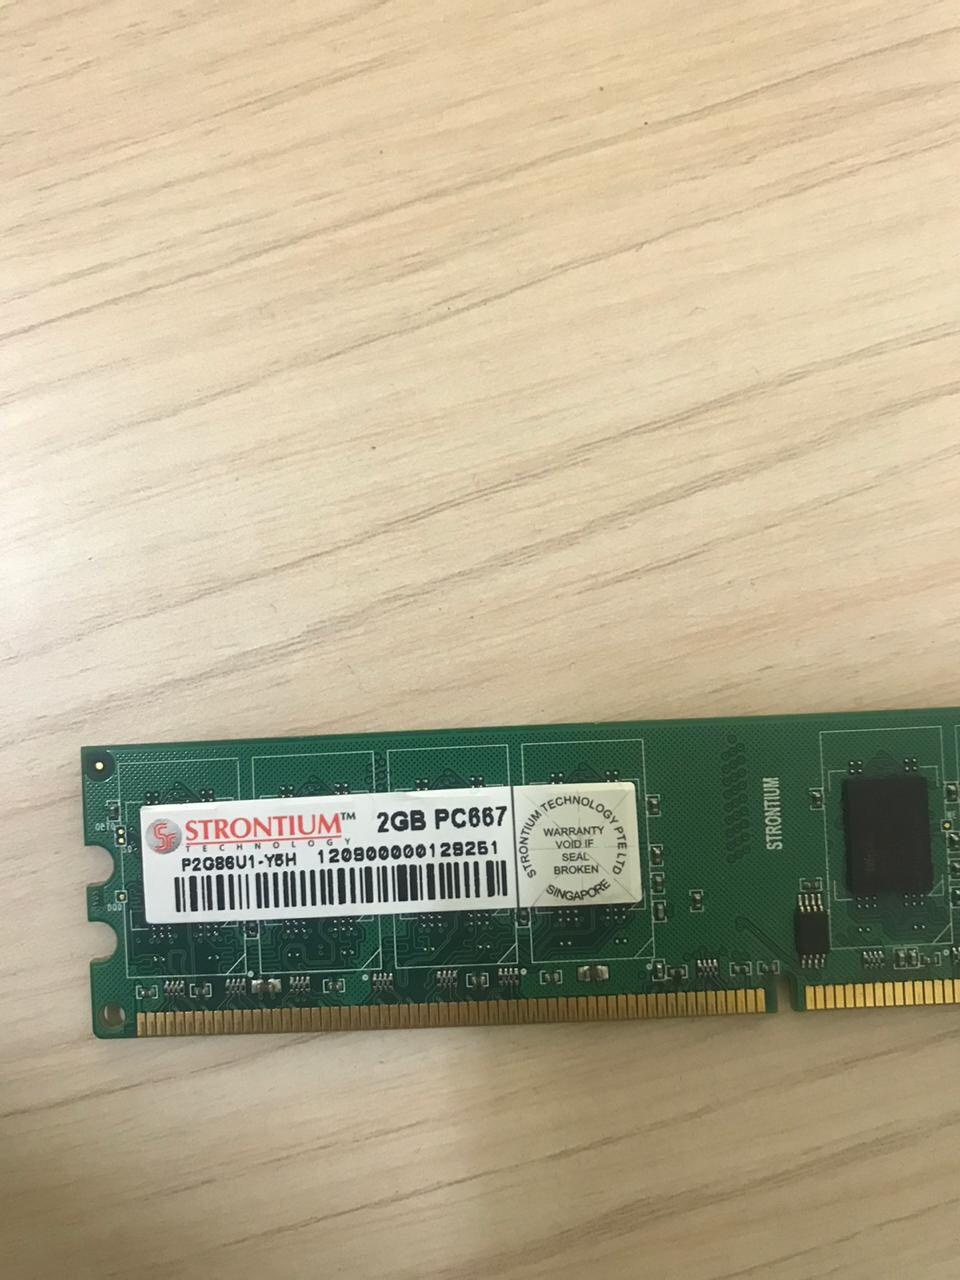 STRONTIUM™
TECHNOLOGY
2GB PC667
P2G86U1-Y5H 120900000129251
STRONTIUM TECHNOLOGY PTE LTD
WARRANTY
VOID IF
SEAL
BROKEN
SINGAPORE
STRONTIUM